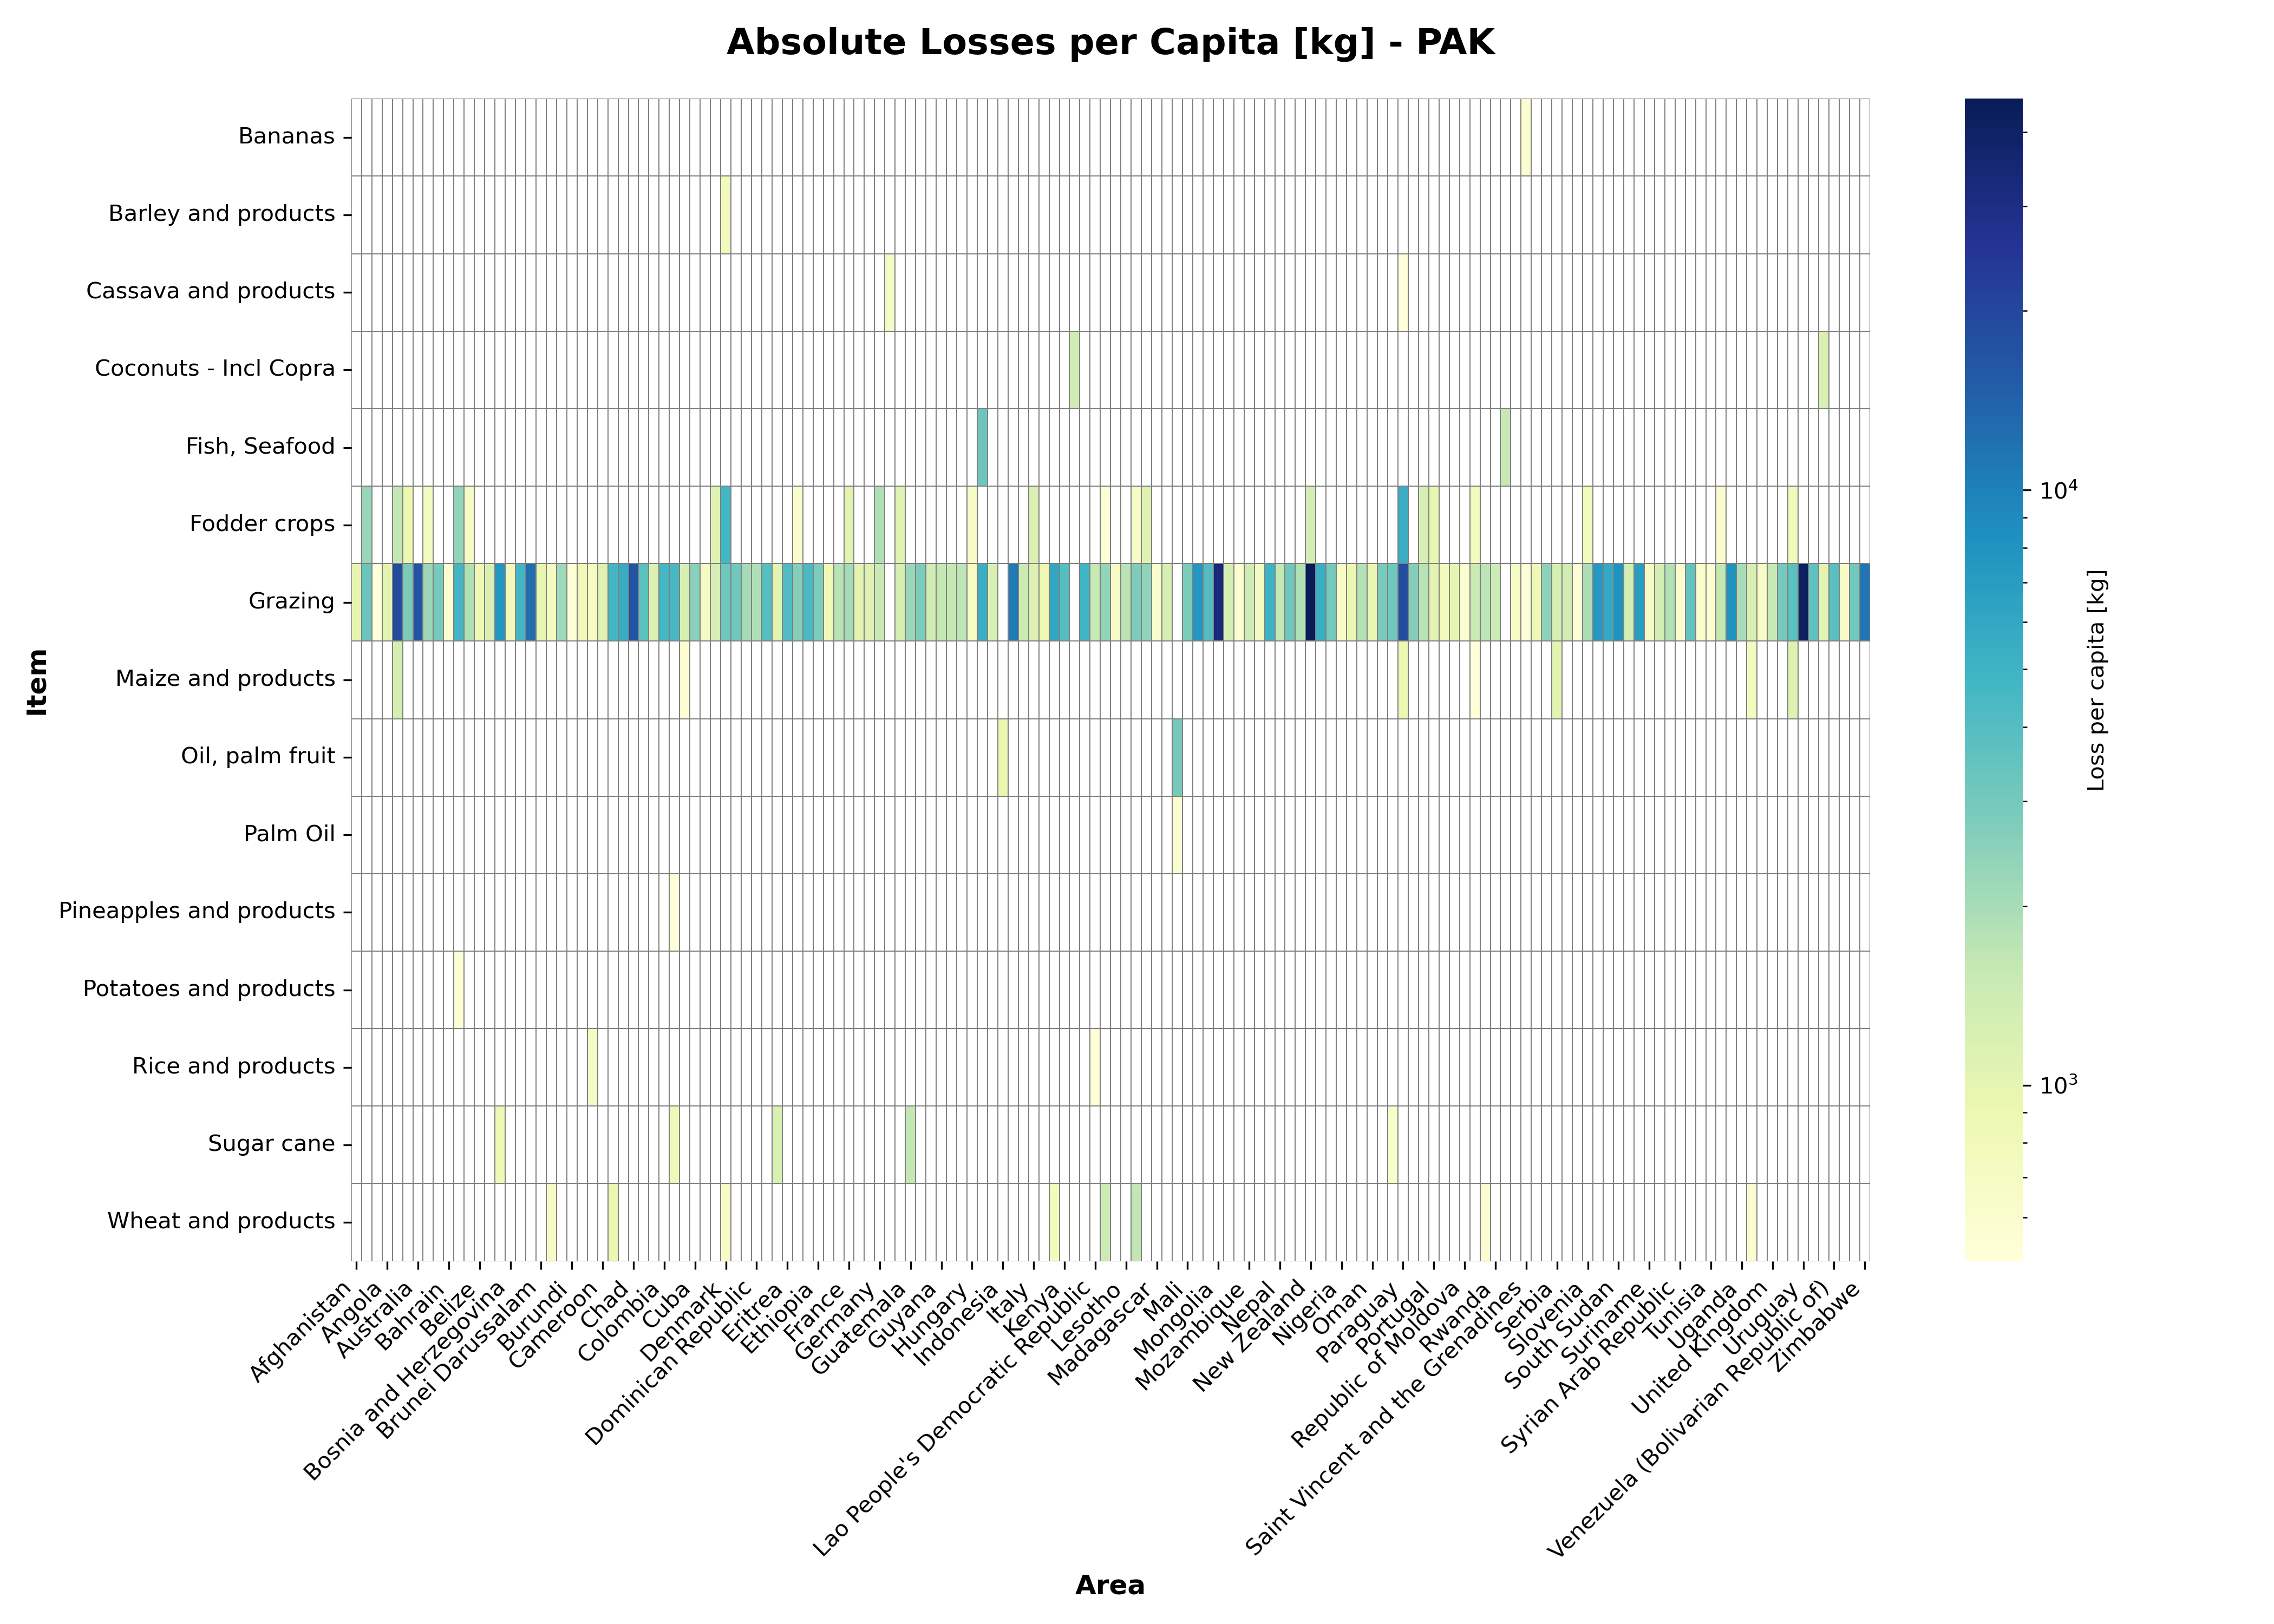 Absolute Losses per Capita [kg] - PAK
Item
Bananas
Barley and products
Cassava and products
Coconuts - Incl Copra
Fish, Seafood
Fodder crops
Grazing
Maize and products
Oil, palm fruit
Palm Oil
Pineapples and products
Potatoes and products
Rice and products
Sugar cane
Wheat and products
Afghanistan
Angola
Australia
Bahrain
Belize
Bosnia and Herzegovina
Brunei Darussalam
Burundi
Cameroon
Chad
Colombia
Cuba
Denmark
Dominican Republic
Eritrea
Ethiopia
France
Germany
Guatemala
Guyana
Hungary
Indonesia
Italy
Kenya
Lao People's Democratic Republic
Lesotho
Madagascar
Mali
Mongolia
Mozambique
Nepal
New Zealand
Nigeria
Oman
Paraguay
Portugal
Republic of Moldova
Rwanda
Saint Vincent and the Grenadines
Serbia
Slovenia
South Sudan
Suriname
Syrian Arab Republic
Tunisia
Uganda
United Kingdom
Uruguay
Venezuela (Bolivarian Republic of)
Zimbabwe
Area
10⁴
10³
Loss per capita [kg]